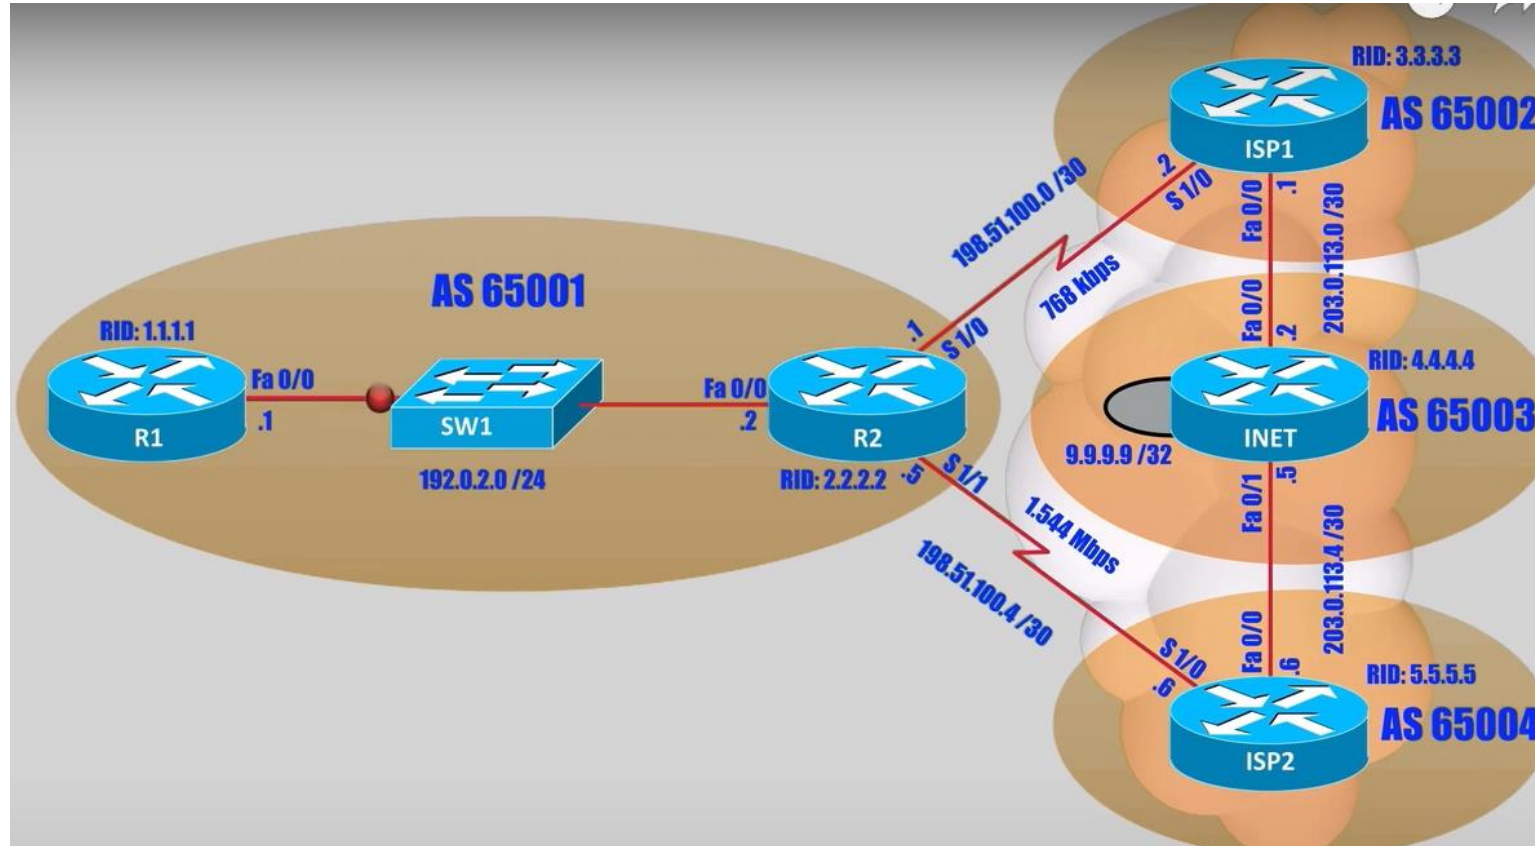 RID: 3.3.3.3
AS 65002
ISP1
.2
S 1/0
Fa 0/0
.1
203.0.113.0 /30
198.51.100.0 /30
768 kbps
AS 65001
RID: 1.1.1.1
Fa 0/0
.1
R1
SW1
192.0.2.0 /24
Fa 0/0
.2
R2
RID: 2.2.2.2
.1
S 1/0
.5
S 1/1
Fa 0/0
.2
RID: 4.4.4.4
AS 65003
INET
9.9.9.9 /32
Fa 0/1
.5
1.544 Mbps
198.51.100.4 /30
203.0.113.4 /30
S 1/0
.6
Fa 0/0
.6
RID: 5.5.5.5
AS 65004
ISP2